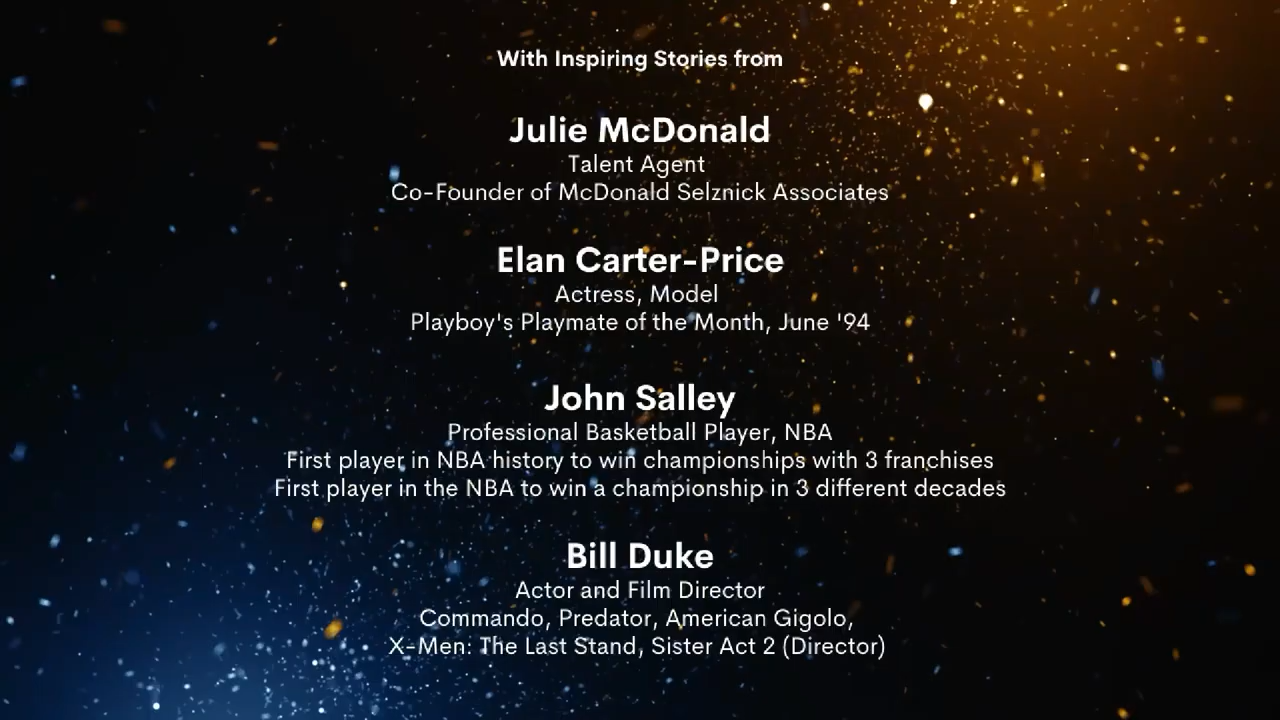 With Inspiring Stories from
Julie McDonald
Talent Agent
Co-Founder of McDonald Selznick Associates
Elan Carter-Price
Actress, Model
Playboy's Playmate of the Month, June '94
John Salley
Professional Basketball Player, NBA
First player in NBA history to win championships with 3 franchises
First player in the NBA to win a championship in 3 different decades
Bill Duke
Actor and Film Director
Commando, Predator, American Gigolo,
X-Men: The Last Stand, Sister Act 2 (Director)